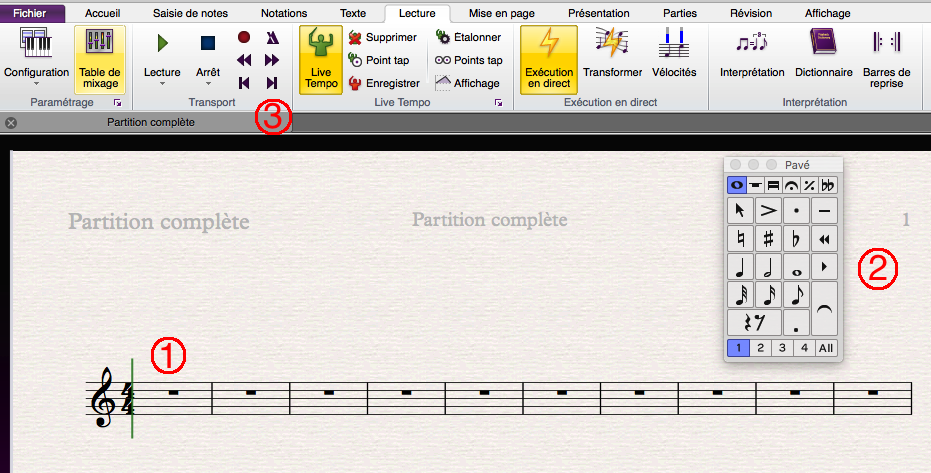 Fichier Accueil Saisie de notes Notations Texte Lecture Mise en page Présentation Parties Révision Affichage
Configuration
Table de mixage
Paramétrage
Lecture
Arrêt
Transport
Live Tempo
Supprimer
Point tap
Enregistrer
Étalonner
Points tap
Affichage
Live Tempo
Exécution en direct
Transformer
Vélocités
Exécution en direct
Interprétation
Dictionnaire
Barres de reprise
Interprétation
Partition complète
3
Pavé
Partition complète Partition complète 1
2
1 2 3 4 All
1
4
4